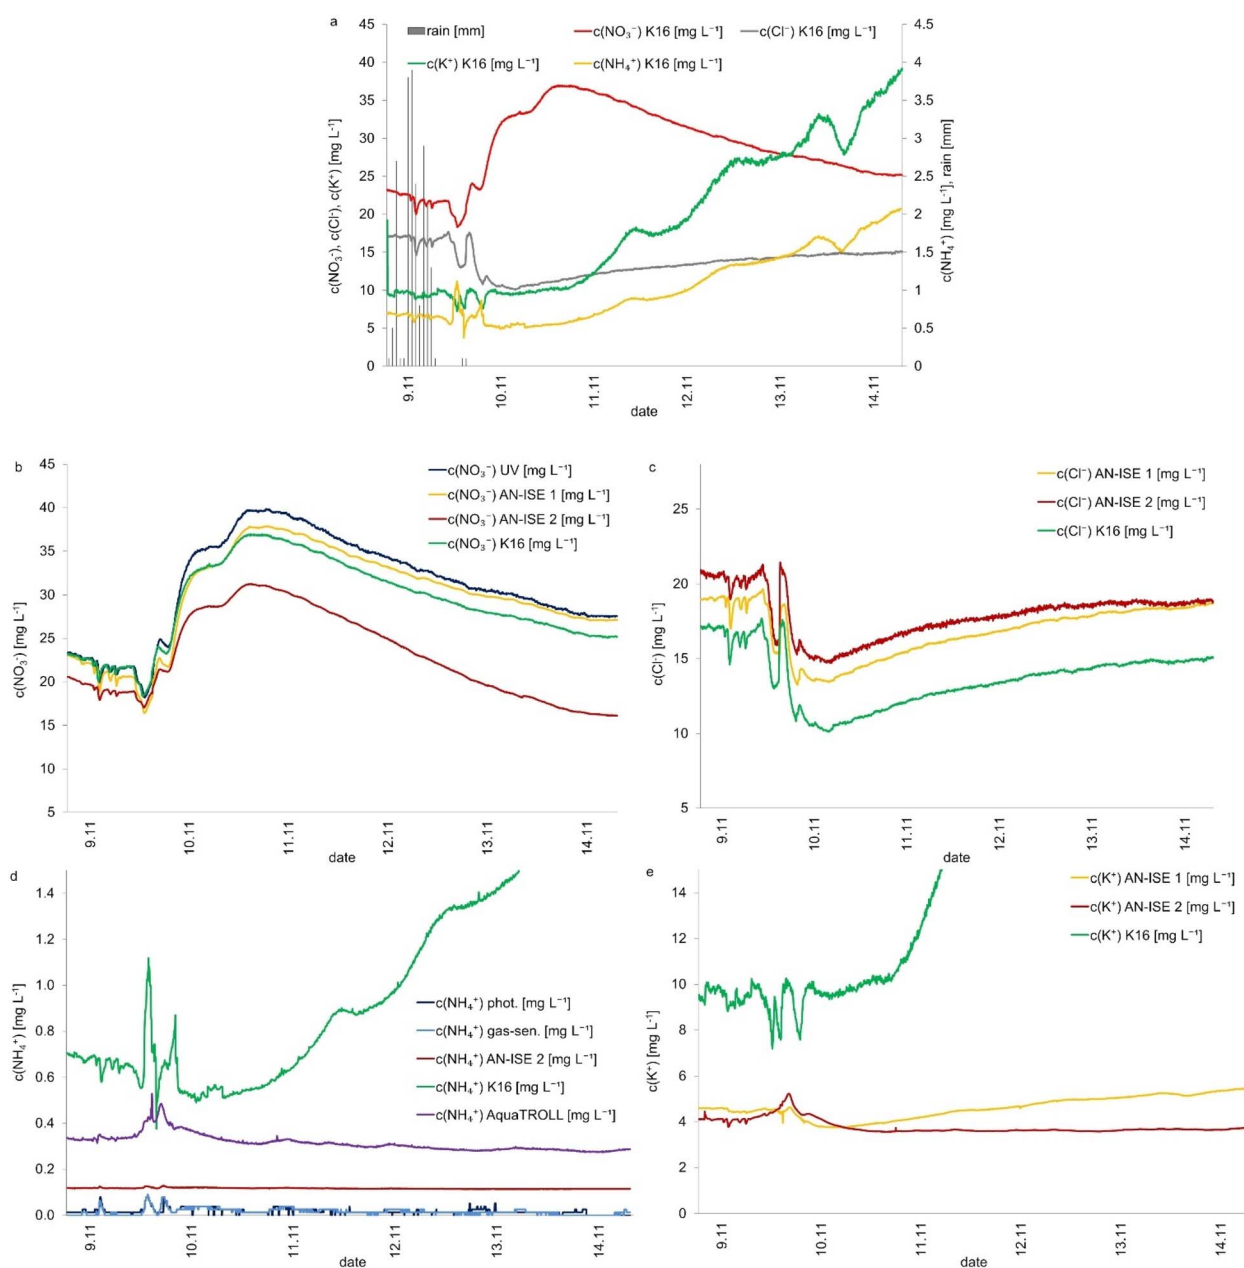 a
rain [mm]
c(NO₃⁻) K16 [mg L⁻¹]
c(Cl⁻) K16 [mg L⁻¹]
c(K⁺) K16 [mg L⁻¹]
c(NH₄⁺) K16 [mg L⁻¹]
45
40
35
30
25
20
15
10
5
0
c(NO₃⁻), c(Cl⁻), c(K⁺) [mg L⁻¹]
4.5
4
3.5
3
2.5
2
1.5
1
0.5
0
c(NH₄⁺) [mg L⁻¹], rain [mm]
9.11
10.11
11.11
12.11
13.11
14.11
date
b
c(NO₃⁻) UV [mg L⁻¹]
c(NO₃⁻) AN-ISE 1 [mg L⁻¹]
c(NO₃⁻) AN-ISE 2 [mg L⁻¹]
c(NO₃⁻) K16 [mg L⁻¹]
45
40
35
30
25
20
15
10
5
c(NO₃⁻) [mg L⁻¹]
9.11
10.11
11.11
12.11
13.11
14.11
date
c
c(Cl⁻) AN-ISE 1 [mg L⁻¹]
c(Cl⁻) AN-ISE 2 [mg L⁻¹]
c(Cl⁻) K16 [mg L⁻¹]
25
20
15
10
5
c(Cl⁻) [mg L⁻¹]
9.11
10.11
11.11
12.11
13.11
14.11
date
d
1.4
1.2
1.0
0.8
0.6
0.4
0.2
0.0
c(NH₄⁺) [mg L⁻¹]
c(NH₄⁺) phot. [mg L⁻¹]
c(NH₄⁺) gas-sen. [mg L⁻¹]
c(NH₄⁺) AN-ISE 2 [mg L⁻¹]
c(NH₄⁺) K16 [mg L⁻¹]
c(NH₄⁺) AquaTROLL [mg L⁻¹]
9.11
10.11
11.11
12.11
13.11
14.11
date
e
c(K⁺) AN-ISE 1 [mg L⁻¹]
c(K⁺) AN-ISE 2 [mg L⁻¹]
c(K⁺) K16 [mg L⁻¹]
14
12
10
8
6
4
2
0
c(K⁺) [mg L⁻¹]
9.11
10.11
11.11
12.11
13.11
14.11
date